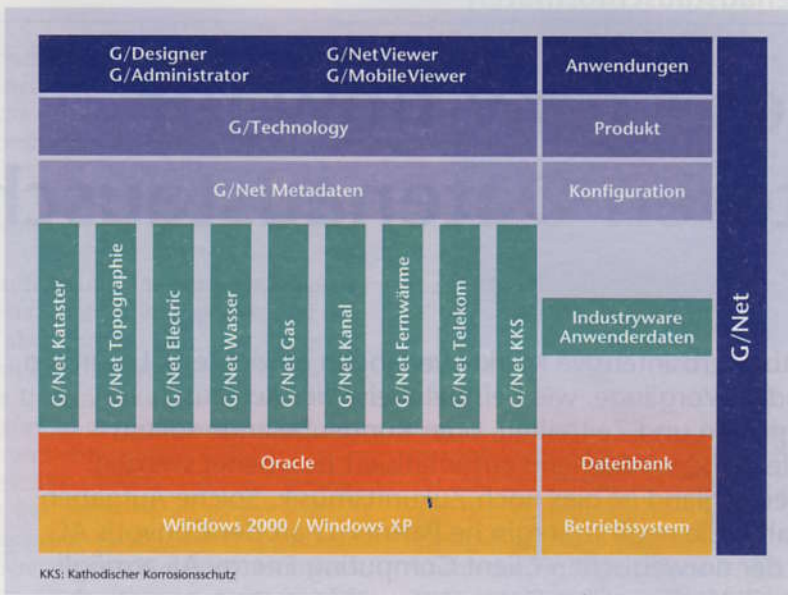 G/Designer G/NetViewer
G/Administrator G/MobileViewer
Anwendungen
G/Technology
Produkt
G/Net Metadaten
Konfiguration
G/Net Kataster
G/Net Topographie
G/Net Electric
G/Net Wasser
G/Net Gas
G/Net Kanal
G/Net Fernwärme
G/Net Telekom
G/Net KKS
Industryware
Anwenderdaten
Oracle
Datenbank
Windows 2000 / Windows XP
Betriebssystem
G/Net
KKS: Kathodischer Korrosionsschutz